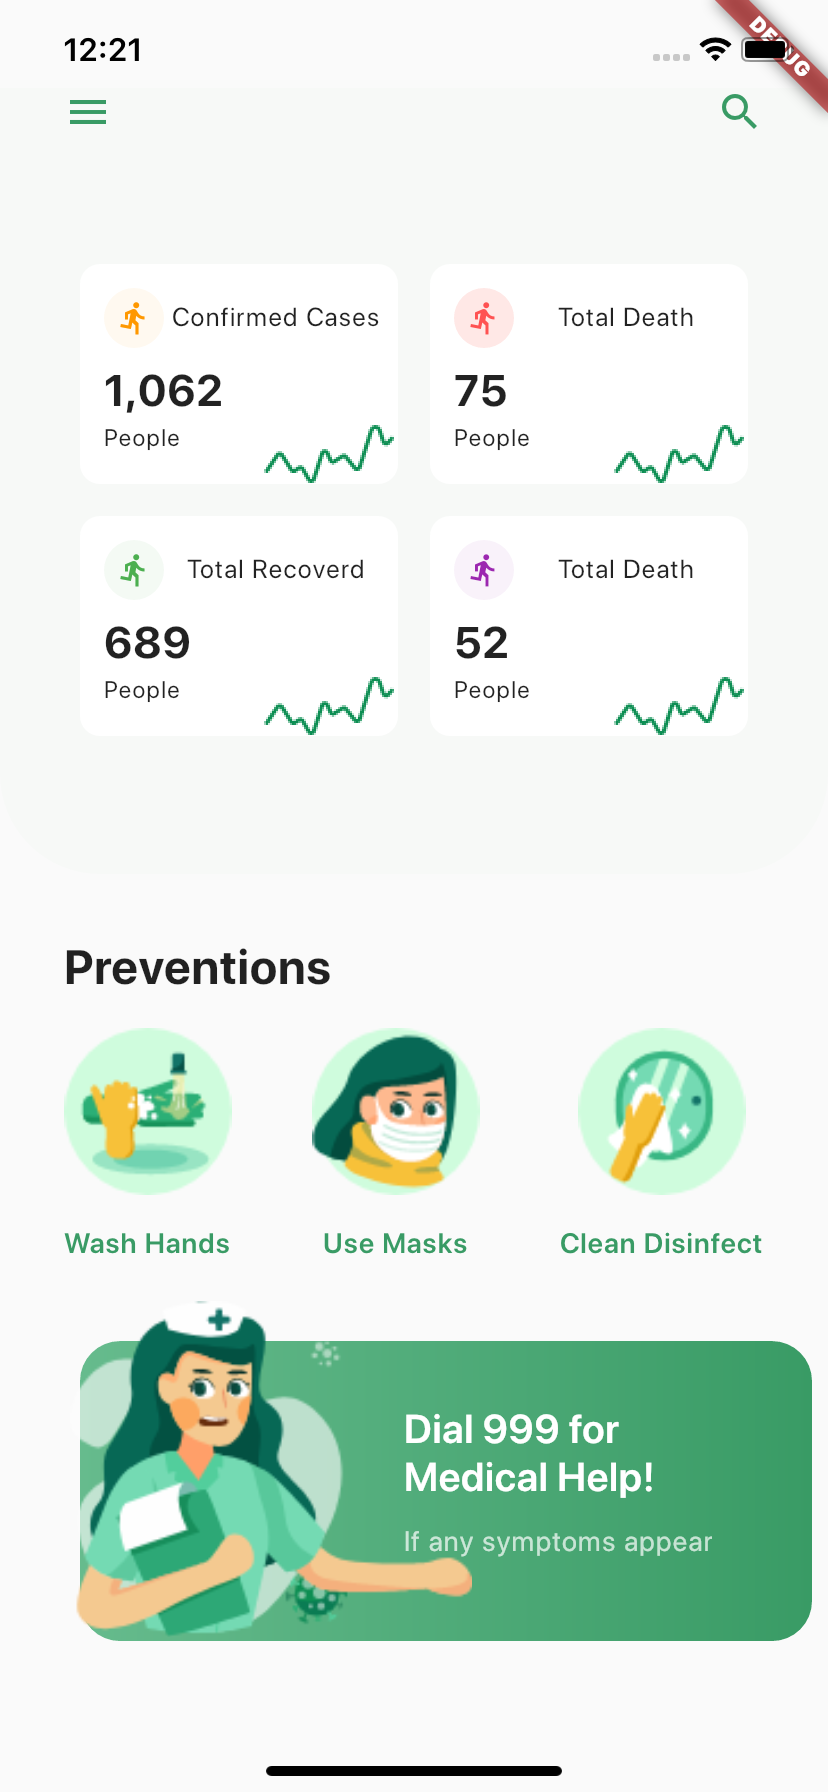 12:21
DEBUG
Confirmed Cases
1,062
People
Total Death
75
People
Total Recoverd
689
People
Total Death
52
People
Preventions
Wash Hands
Use Masks
Clean Disinfect
Dial 999 for
Medical Help!
If any symptoms appear